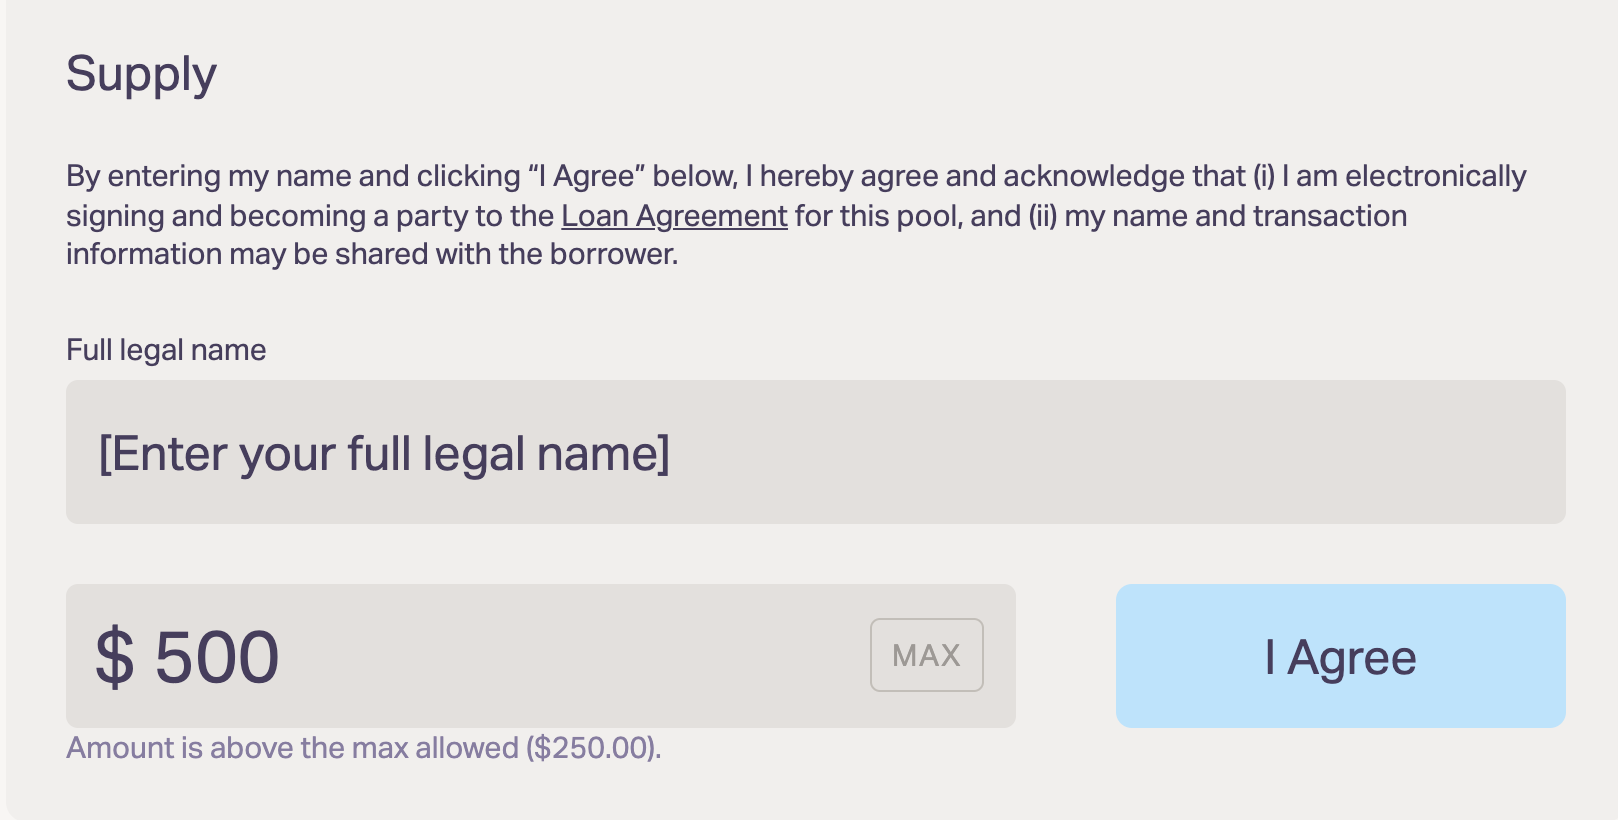 Supply
By entering my name and clicking “I Agree” below, I hereby agree and acknowledge that (i) I am electronically
signing and becoming a party to the Loan Agreement for this pool, and (ii) my name and transaction
information may be shared with the borrower.
Full legal name
[Enter your full legal name]
$ 500
MAX
I Agree
Amount is above the max allowed ($250.00).